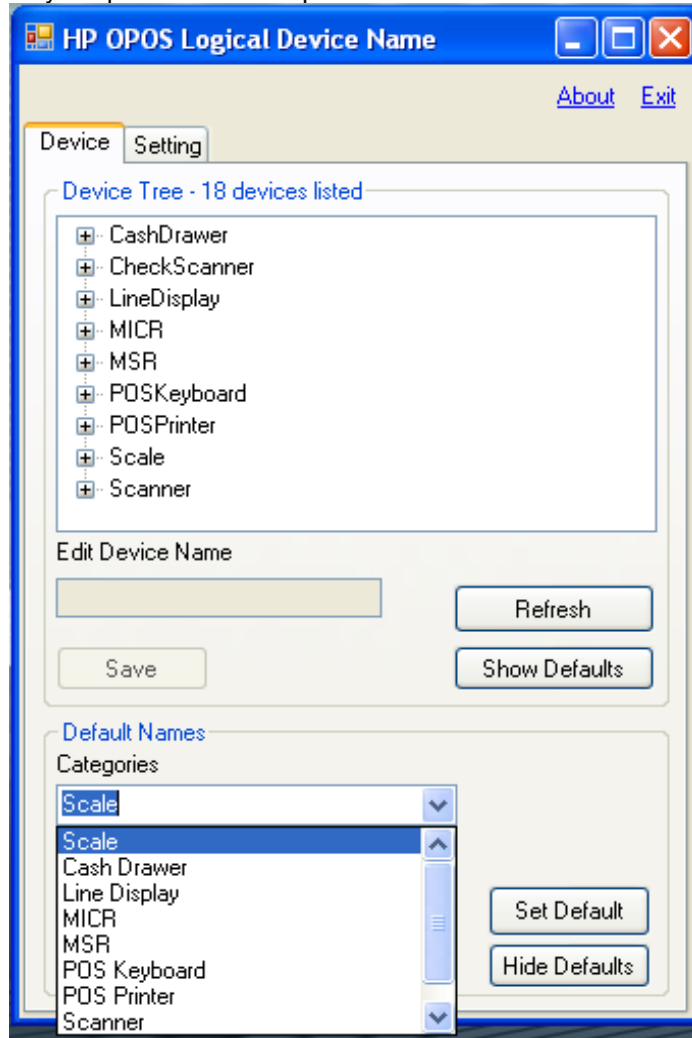 HP OPOS Logical Device Name
About Exit
Device Setting
Device Tree - 18 devices listed
CashDrawer
CheckScanner
LineDisplay
MICR
MSR
POSKeyboard
POSPrinter
Scale
Scanner
Edit Device Name
Refresh
Save Show Defaults
Default Names
Categories
Scale
Scale
Cash Drawer
Line Display
MICR
MSR
POS Keyboard
POS Printer
Scanner
Set Default
Hide Defaults